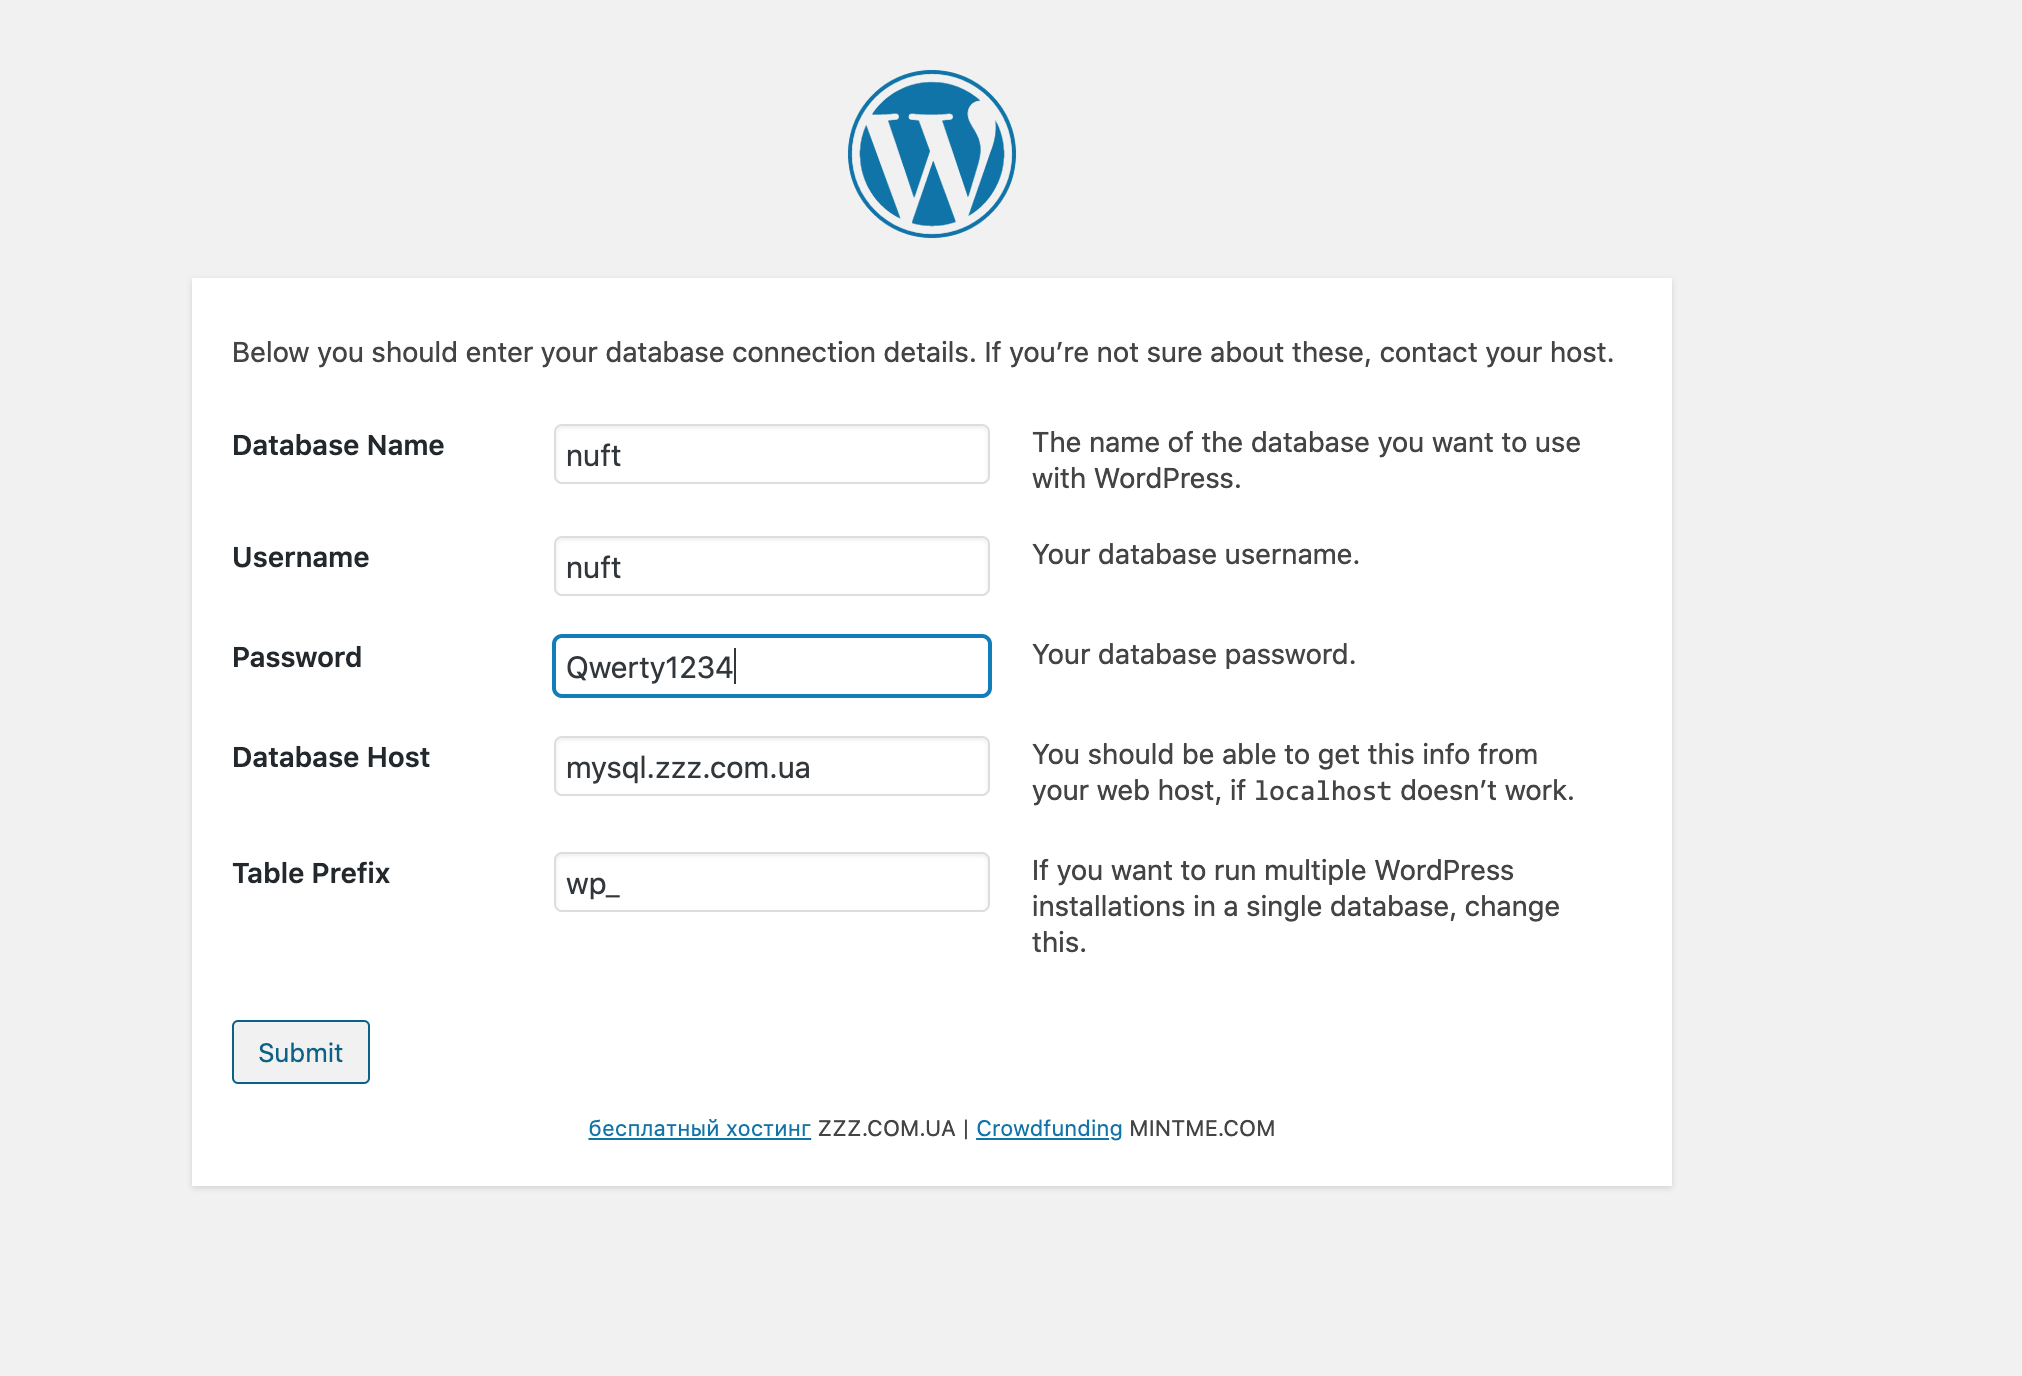 Below you should enter your database connection details. If you’re not sure about these, contact your host.
Database Name
nuft
The name of the database you want to use
with WordPress.
Username
nuft
Your database username.
Password
Qwerty1234
Your database password.
Database Host
mysql.zzz.com.ua
You should be able to get this info from
your web host, if localhost doesn’t work.
Table Prefix
wp_
If you want to run multiple WordPress
installations in a single database, change
this.
Submit
бесплатный хостинг ZZZ.COM.UA | Crowdfunding MINTME.COM